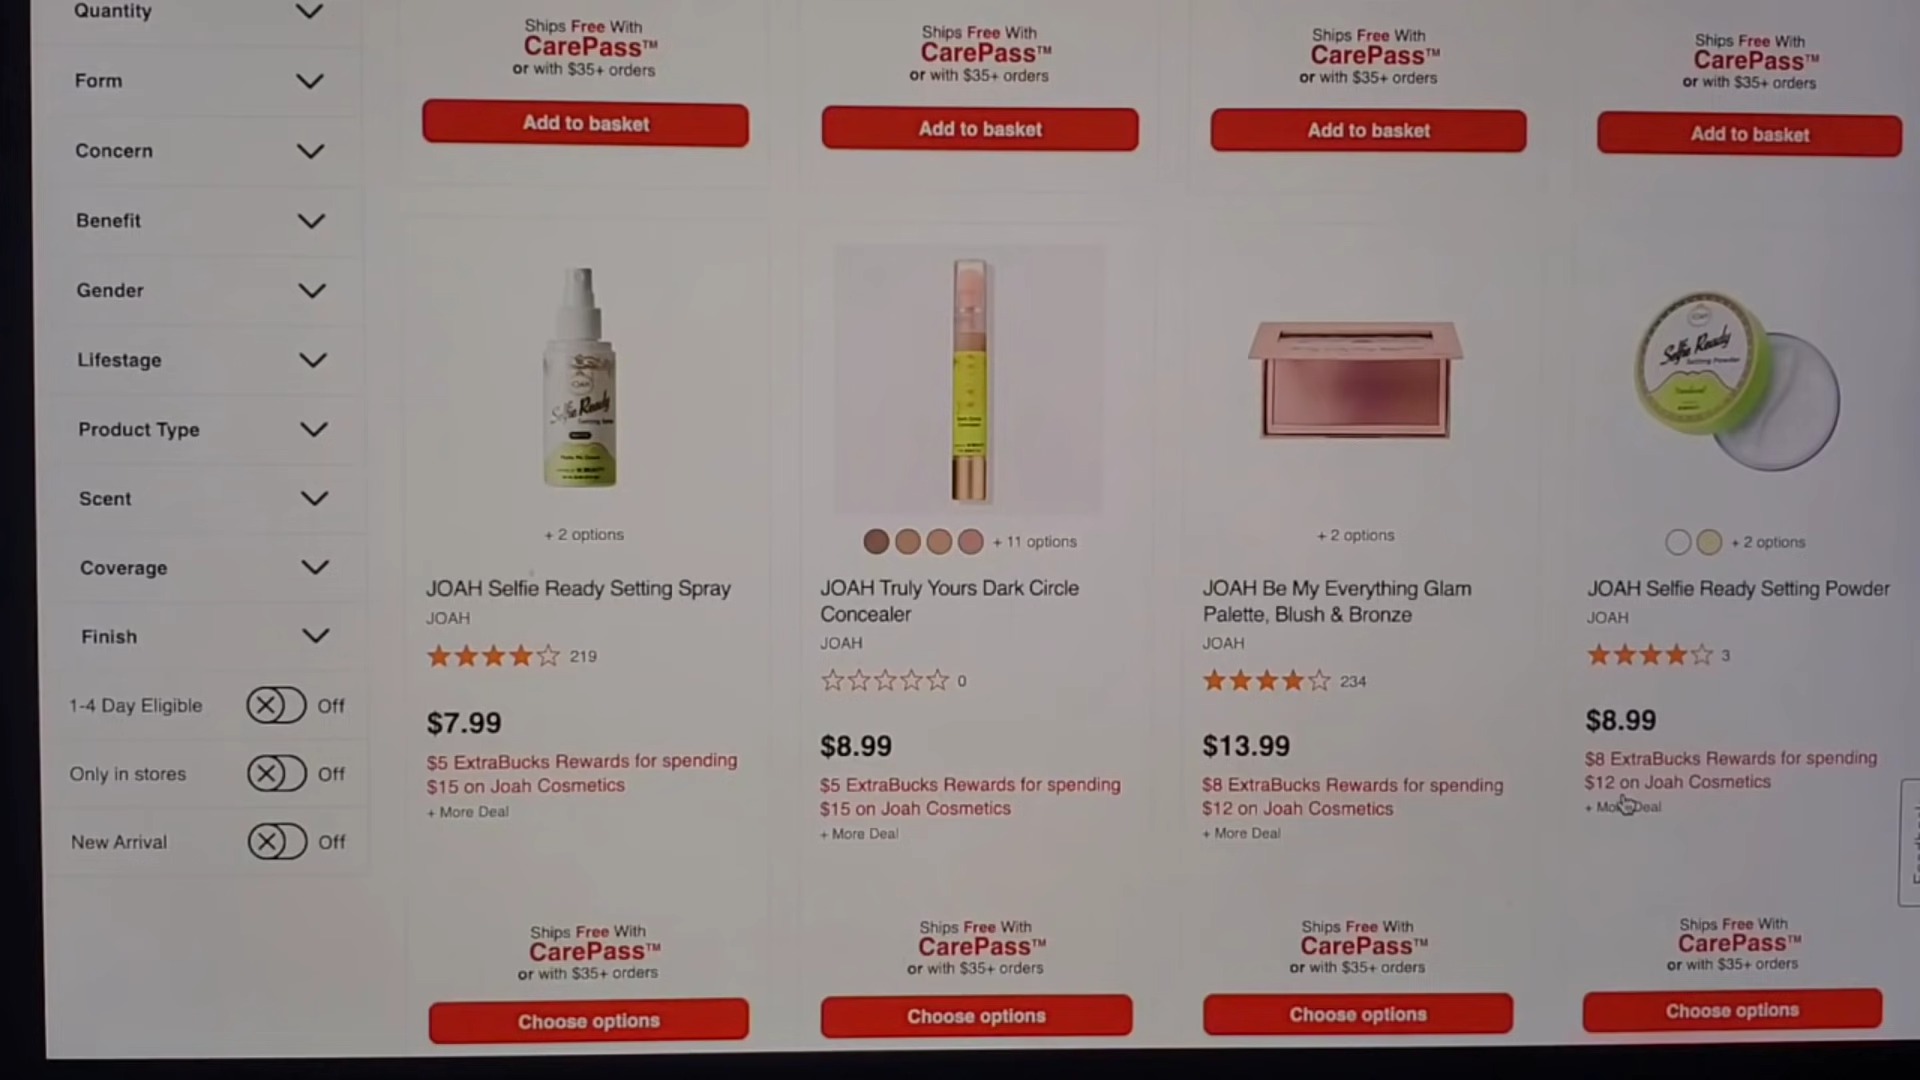 Quantity
Form
Concern
Benefit
Gender
Lifestage
Product Type
Scent
Coverage
Finish
1-4 Day Eligible
Off
Only in stores
Off
New Arrival
Off
Ships Free With
CarePass™
or with $35+ orders
Add to basket
Ships Free With
CarePass™
or with $35+ orders
Add to basket
Ships Free With
CarePass™
or with $35+ orders
Add to basket
Ships Free With
CarePass™
or with $35+ orders
Add to basket
JOAH
Selfie Ready
+ 2 options
JOAH Selfie Ready Setting Spray
JOAH
219
$7.99
$5 ExtraBucks Rewards for spending
$15 on Joah Cosmetics
+ More Deal
Ships Free With
CarePass™
or with $35+ orders
Choose options
+ 11 options
JOAH Truly Yours Dark Circle
Concealer
JOAH
0
$8.99
$5 ExtraBucks Rewards for spending
$15 on Joah Cosmetics
+ More Deal
Ships Free With
CarePass™
or with $35+ orders
Choose options
+ 2 options
JOAH Be My Everything Glam
Palette, Blush & Bronze
JOAH
234
$13.99
$8 ExtraBucks Rewards for spending
$12 on Joah Cosmetics
+ More Deal
Ships Free With
CarePass™
or with $35+ orders
Choose options
Selfie Ready
Setting Powder
+ 2 options
JOAH Selfie Ready Setting Powder
JOAH
3
$8.99
$8 ExtraBucks Rewards for spending
$12 on Joah Cosmetics
+ More Deal
Ships Free With
CarePass™
or with $35+ orders
Choose options